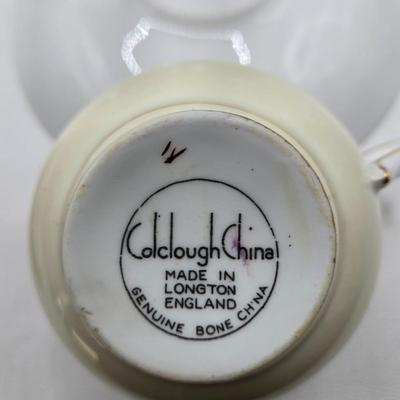 Colclough China
MADE IN
LONGTON
ENGLAND
GENUINE BONE CHINA